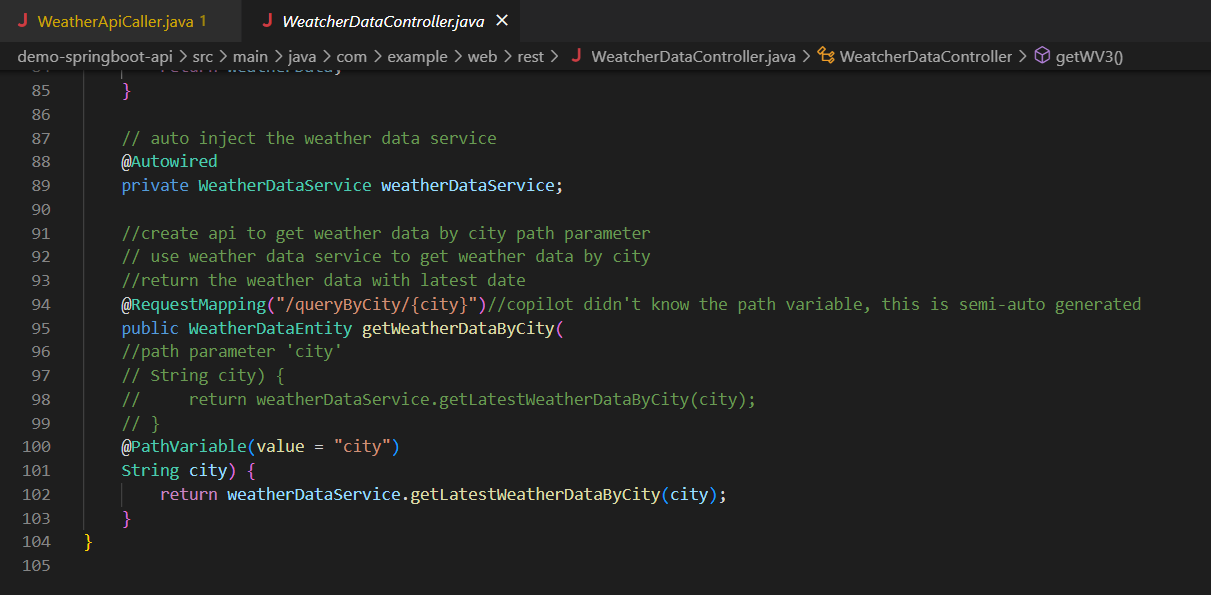 J WeatherApiCaller.java 1 J WeatcherDataController.java ×
demo-springboot-api > src > main > java > com > example > web > rest > J WeatcherDataController.java > WeatcherDataController > getWV3()
84 return weatherData;
85 }
86
87 // auto inject the weather data service
88 @Autowired
89 private WeatherDataService weatherDataService;
90
91 //create api to get weather data by city path parameter
92 // use weather data service to get weather data by city
93 //return the weather data with latest date
94 @RequestMapping("/queryByCity/{city}")//copilot didn't know the path variable, this is semi-auto generated
95 public WeatherDataEntity getWeatherDataByCity(
96 //path parameter 'city'
97 // String city) {
98 //     return weatherDataService.getLatestWeatherDataByCity(city);
99 // }
100 @PathVariable(value = "city")
101 String city) {
102     return weatherDataService.getLatestWeatherDataByCity(city);
103 }
104 }
105